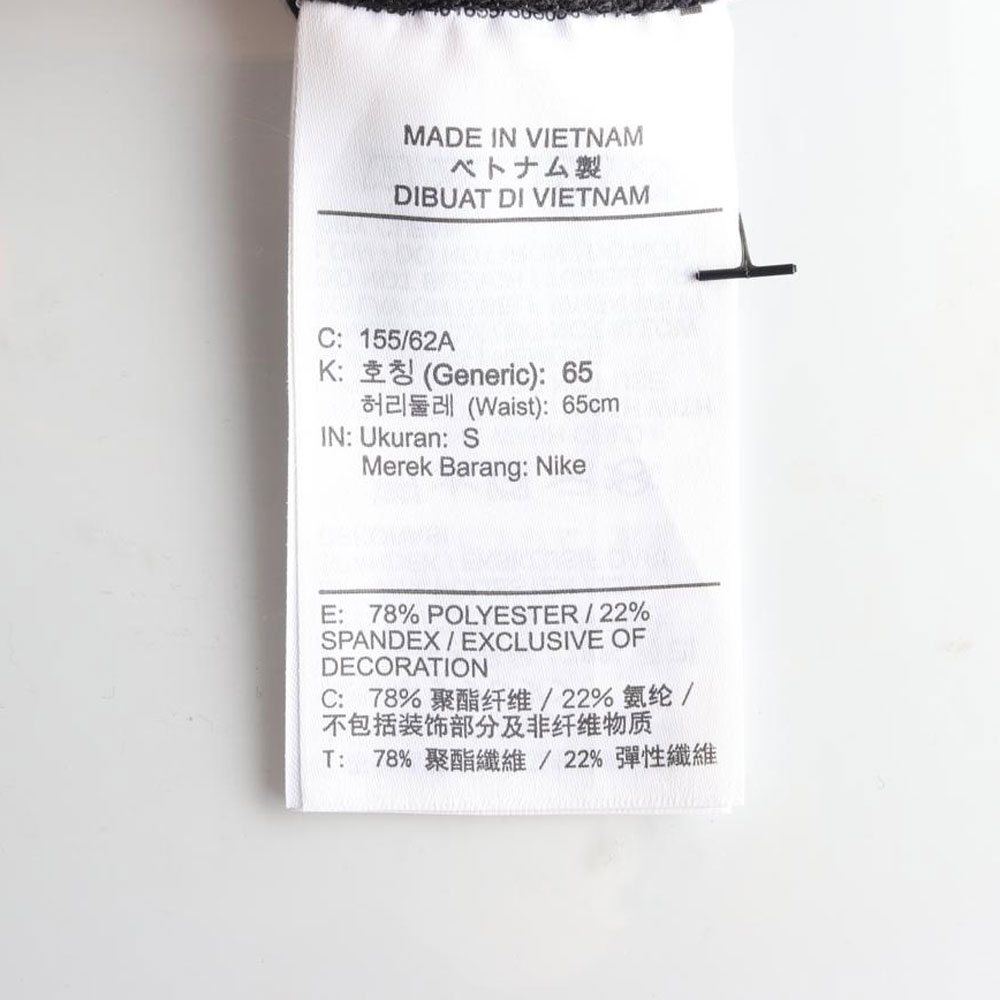 MADE IN VIETNAM
ベトナム製
DIBUAT DI VIETNAM
C: 155/62A
K: 호칭 (Generic): 65
허리둘레 (Waist): 65cm
IN: Ukuran: S
Merek Barang: Nike
E: 78% POLYESTER / 22%
SPANDEX / EXCLUSIVE OF
DECORATION
C: 78% 聚酯纤维 / 22% 氨纶 /
不包括装饰部分及非纤维物质
T: 78% 聚酯纖維 / 22% 彈性纖維